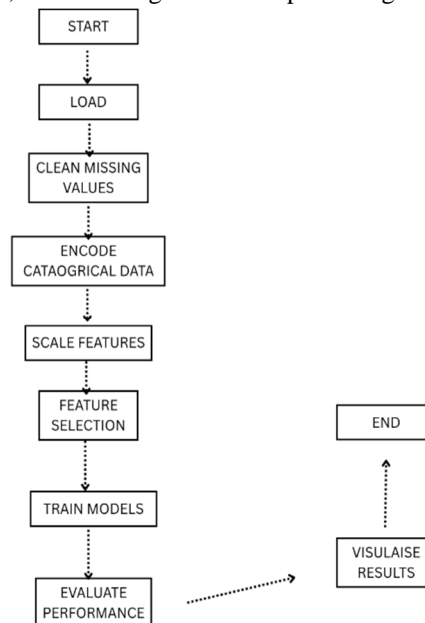 START
LOAD
CLEAN MISSING
VALUES
ENCODE
CATAOGRICAL DATA
SCALE FEATURES
FEATURE
SELECTION
TRAIN MODELS
EVALUATE
PERFORMANCE
VISULAISE
RESULTS
END